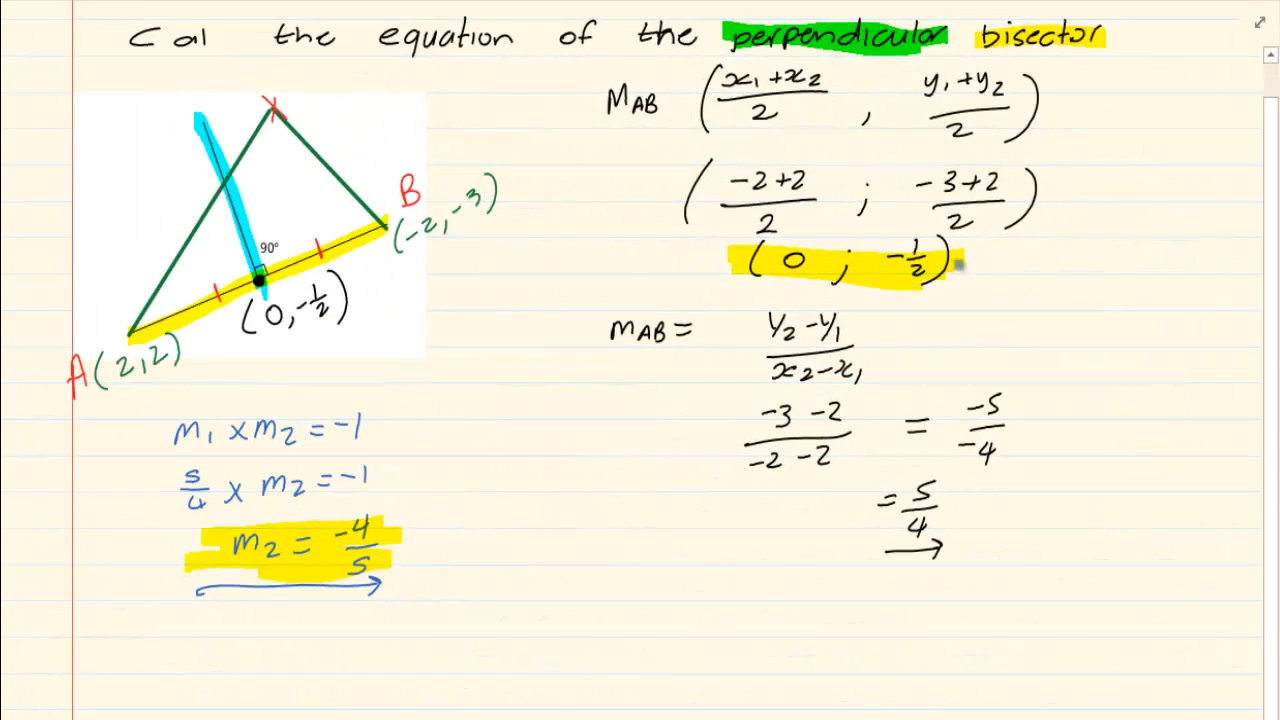 Cal the equation of the perpendicular bisector
M_AB ( x₁+x₂/2 , y₁+y₂/2 )
( -2+2/2 ; -3+2/2 )
( 0 ; -1/2 )
B
(-2,-3)
90°
(0,-1/2)
A(2,2)
m_AB = y₂-y₁/x₂-x₁
-3-2/-2-2 = -5/-4
= 5/4
m₁ x m₂ = -1
5/4 x m₂ = -1
m₂ = -4/5